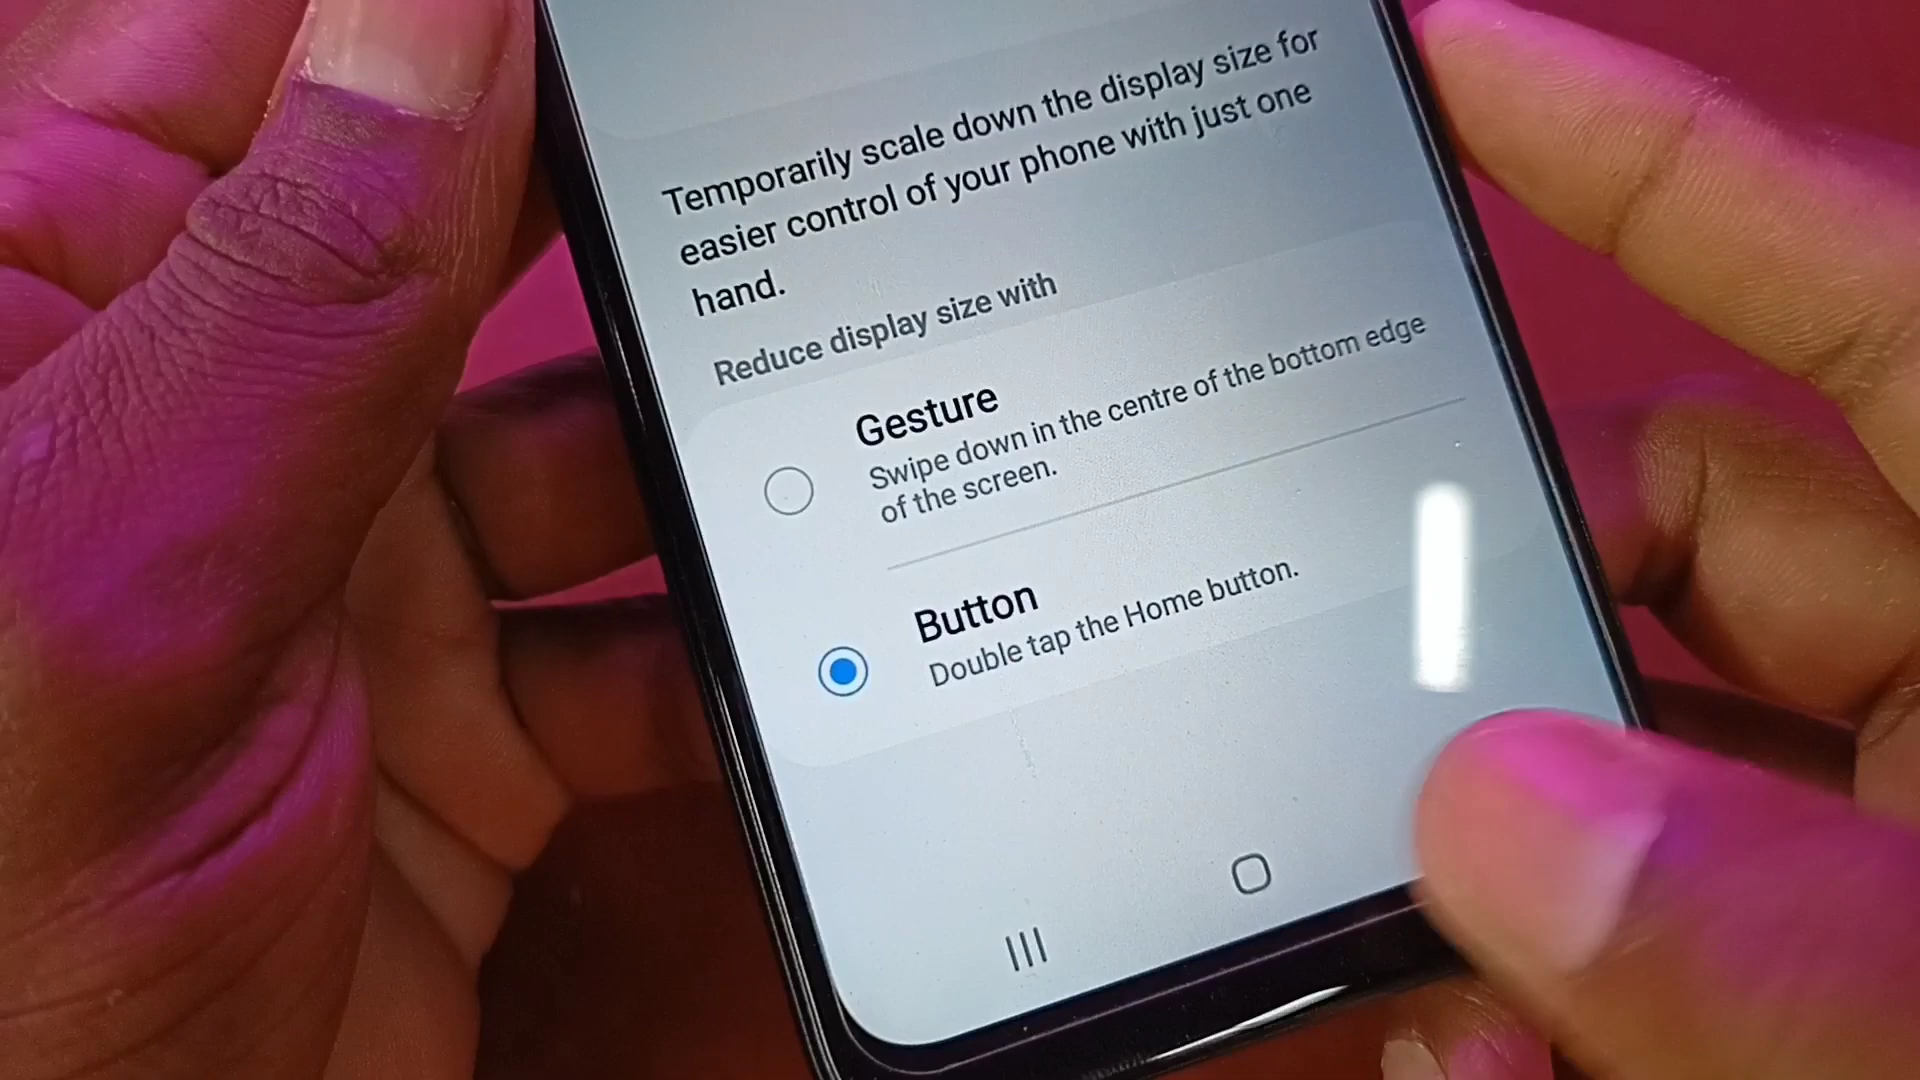 Temporarily scale down the display size for
easier control of your phone with just one
hand.
Reduce display size with
Gesture
Swipe down in the centre of the bottom edge
of the screen.
Button
Double tap the Home button.